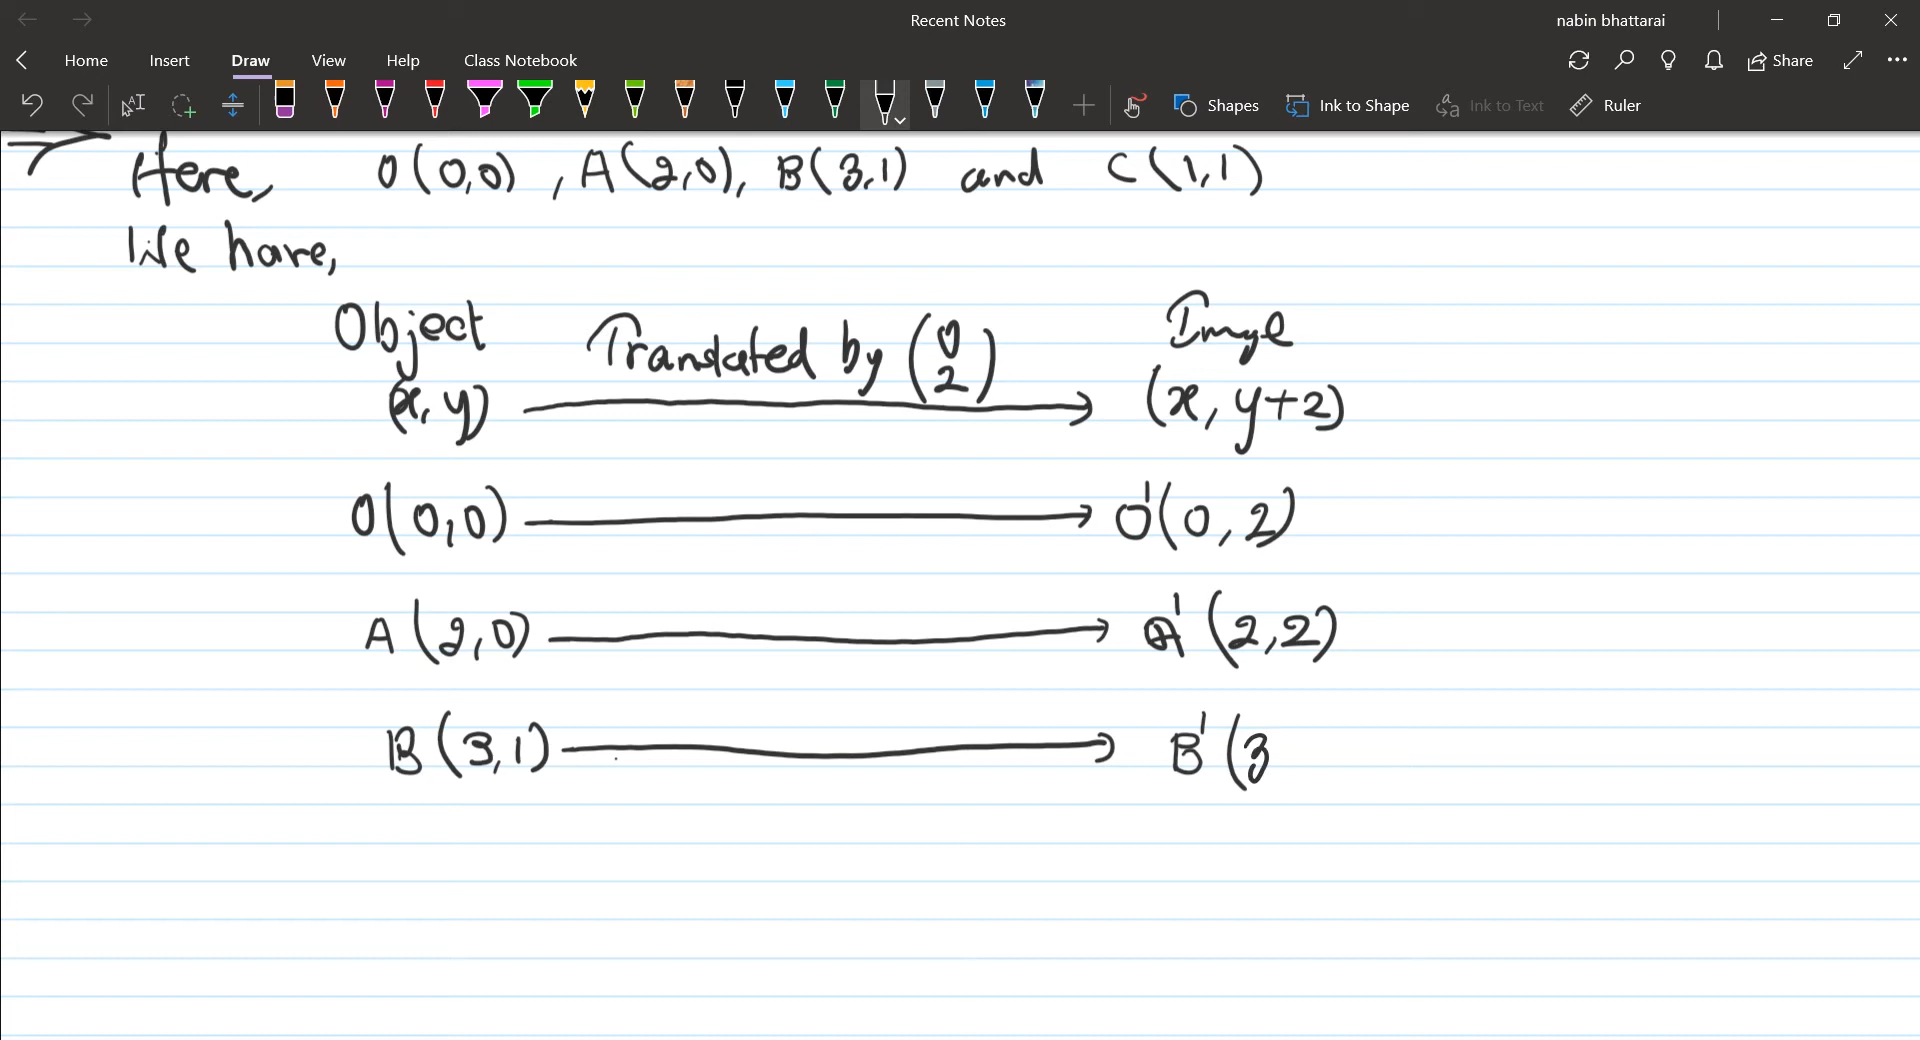 Recent Notes
nabin bhattarai
Home Insert Draw View Help Class Notebook
Share
Shapes Ink to Shape Ink to Text Ruler
Here, O(0,0) , A(2,0), B(3,1) and C(1,1)
We have,
Object Translated by (0 2) Image
(x, y) → (x, y+2)
O(0,0) → O'(0, 2)
A(2,0) → A'(2,2)
B(3,1) → B'(3